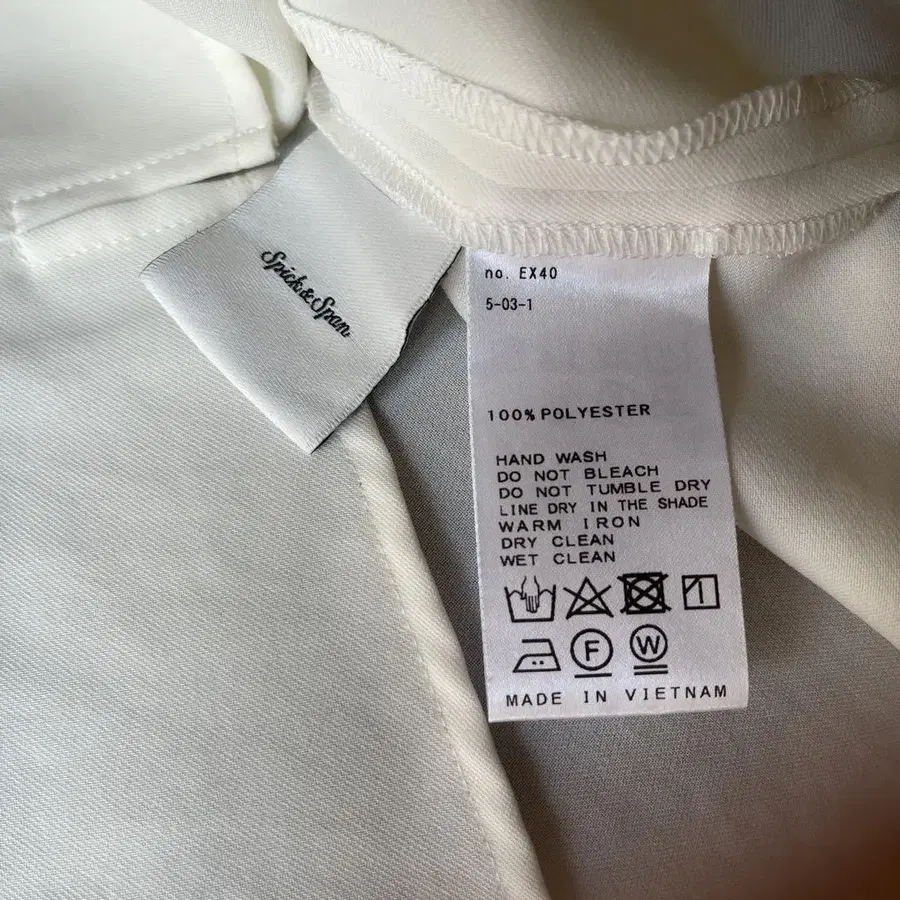 Spick & Span
no. EX40
5-03-1
100% POLYESTER
HAND WASH
DO NOT BLEACH
DO NOT TUMBLE DRY
LINE DRY IN THE SHADE
WARM IRON
DRY CLEAN
WET CLEAN
F W
MADE IN VIETNAM